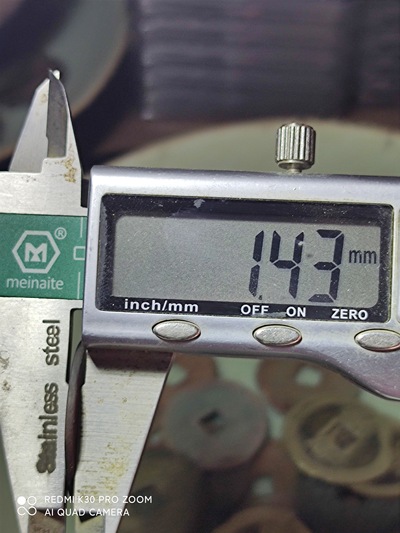 1.43 mm
M ®
meinaite
inch/mm OFF ON ZERO
Stainless steel
REDMI K30 PRO ZOOM
AI QUAD CAMERA